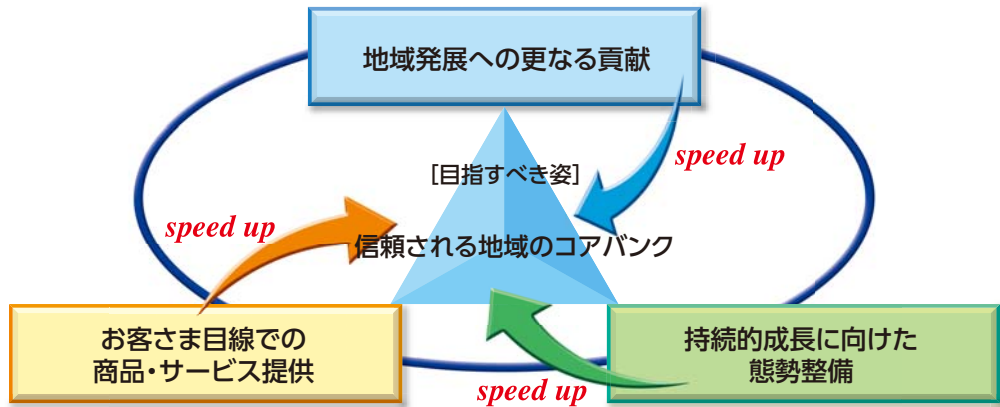 地域発展への更なる貢献
[目指すべき姿]
speed up
speed up
信頼される地域のコアバンク
お客さま目線での
商品・サービス提供
持続的成長に向けた
態勢整備
speed up